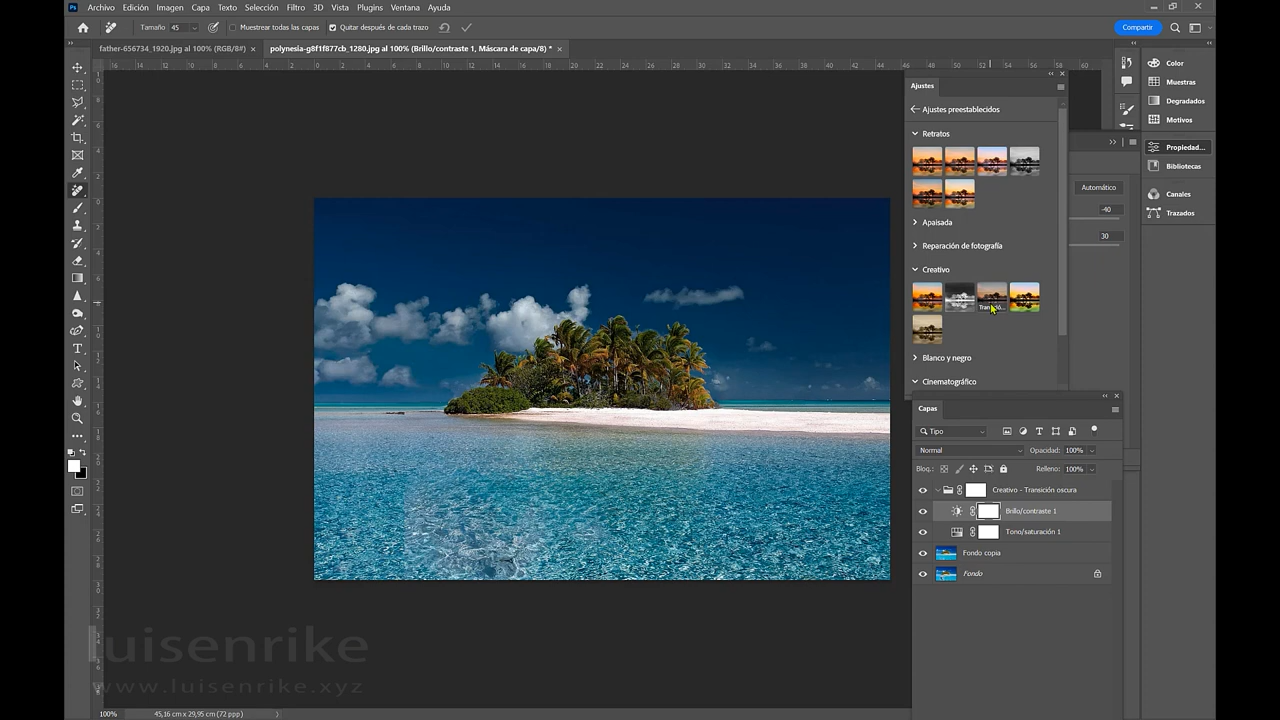 Archivo Edición Imagen Capa Texto Selección Filtro 3D Vista Plugins Ventana Ayuda
Tamaño 45 Muestrear todas las capas Quitar después de cada trazo Compartir
father-656734_1920.jpg al 100% (RGB/8#) polynesia-g8f1f877cb_1280.jpg al 100% (Brillo/contraste 1, Máscara de capa/8) *
Ajustes
Ajustes preestablecidos
Retratos
Apaisada
Reparación de fotografía
Creativo
Blanco y negro
Cinematográfico
Color
Muestras
Degradados
Motivos
Propiedad...
Bibliotecas
Canales
Trazados
Automático
-40
30
Capas
Tipo
Normal Opacidad: 100%
Bloq.: Relleno: 100%
Creativo - Transición oscura
Brillo/contraste 1
Tono/saturación 1
Fondo copia
Fondo
luisenrike
www.luisenrike.xyz
100% 45,16 cm x 29,95 cm (72 ppp)